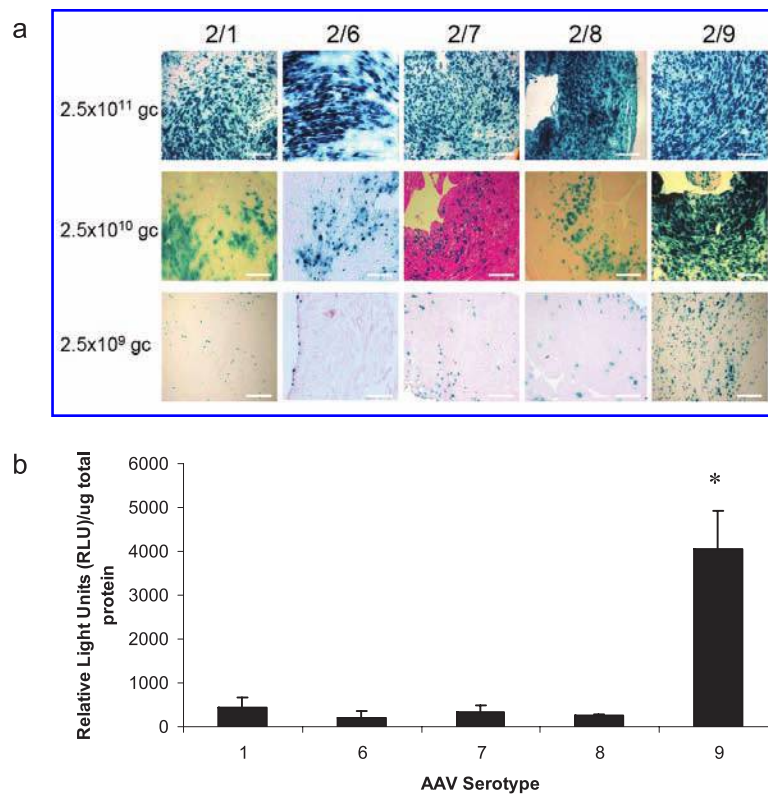 a
2/1 2/6 2/7 2/8 2/9
2.5x10¹¹ gc
2.5x10¹⁰ gc
2.5x10⁹ gc
b
Relative Light Units (RLU)/ug total
protein
6000
5000
4000
3000
2000
1000
0
*
1 6 7 8 9
AAV Serotype